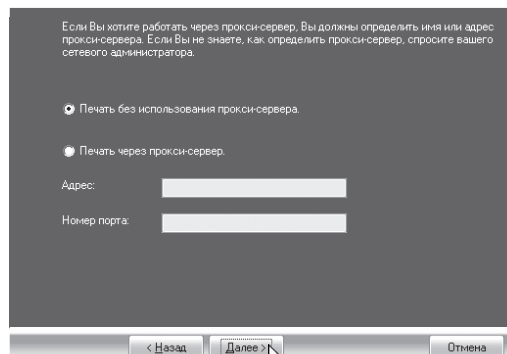 Если Вы хотите работать через прокси-сервер, Вы должны определить имя или адрес
прокси-сервера. Если Вы не знаете, как определить прокси-сервер, спросите вашего
сетевого администратора.
Печать без использования прокси-сервера.
Печать через прокси-сервер.
Адрес:
Номер порта:
< Назад
Далее >
Отмена